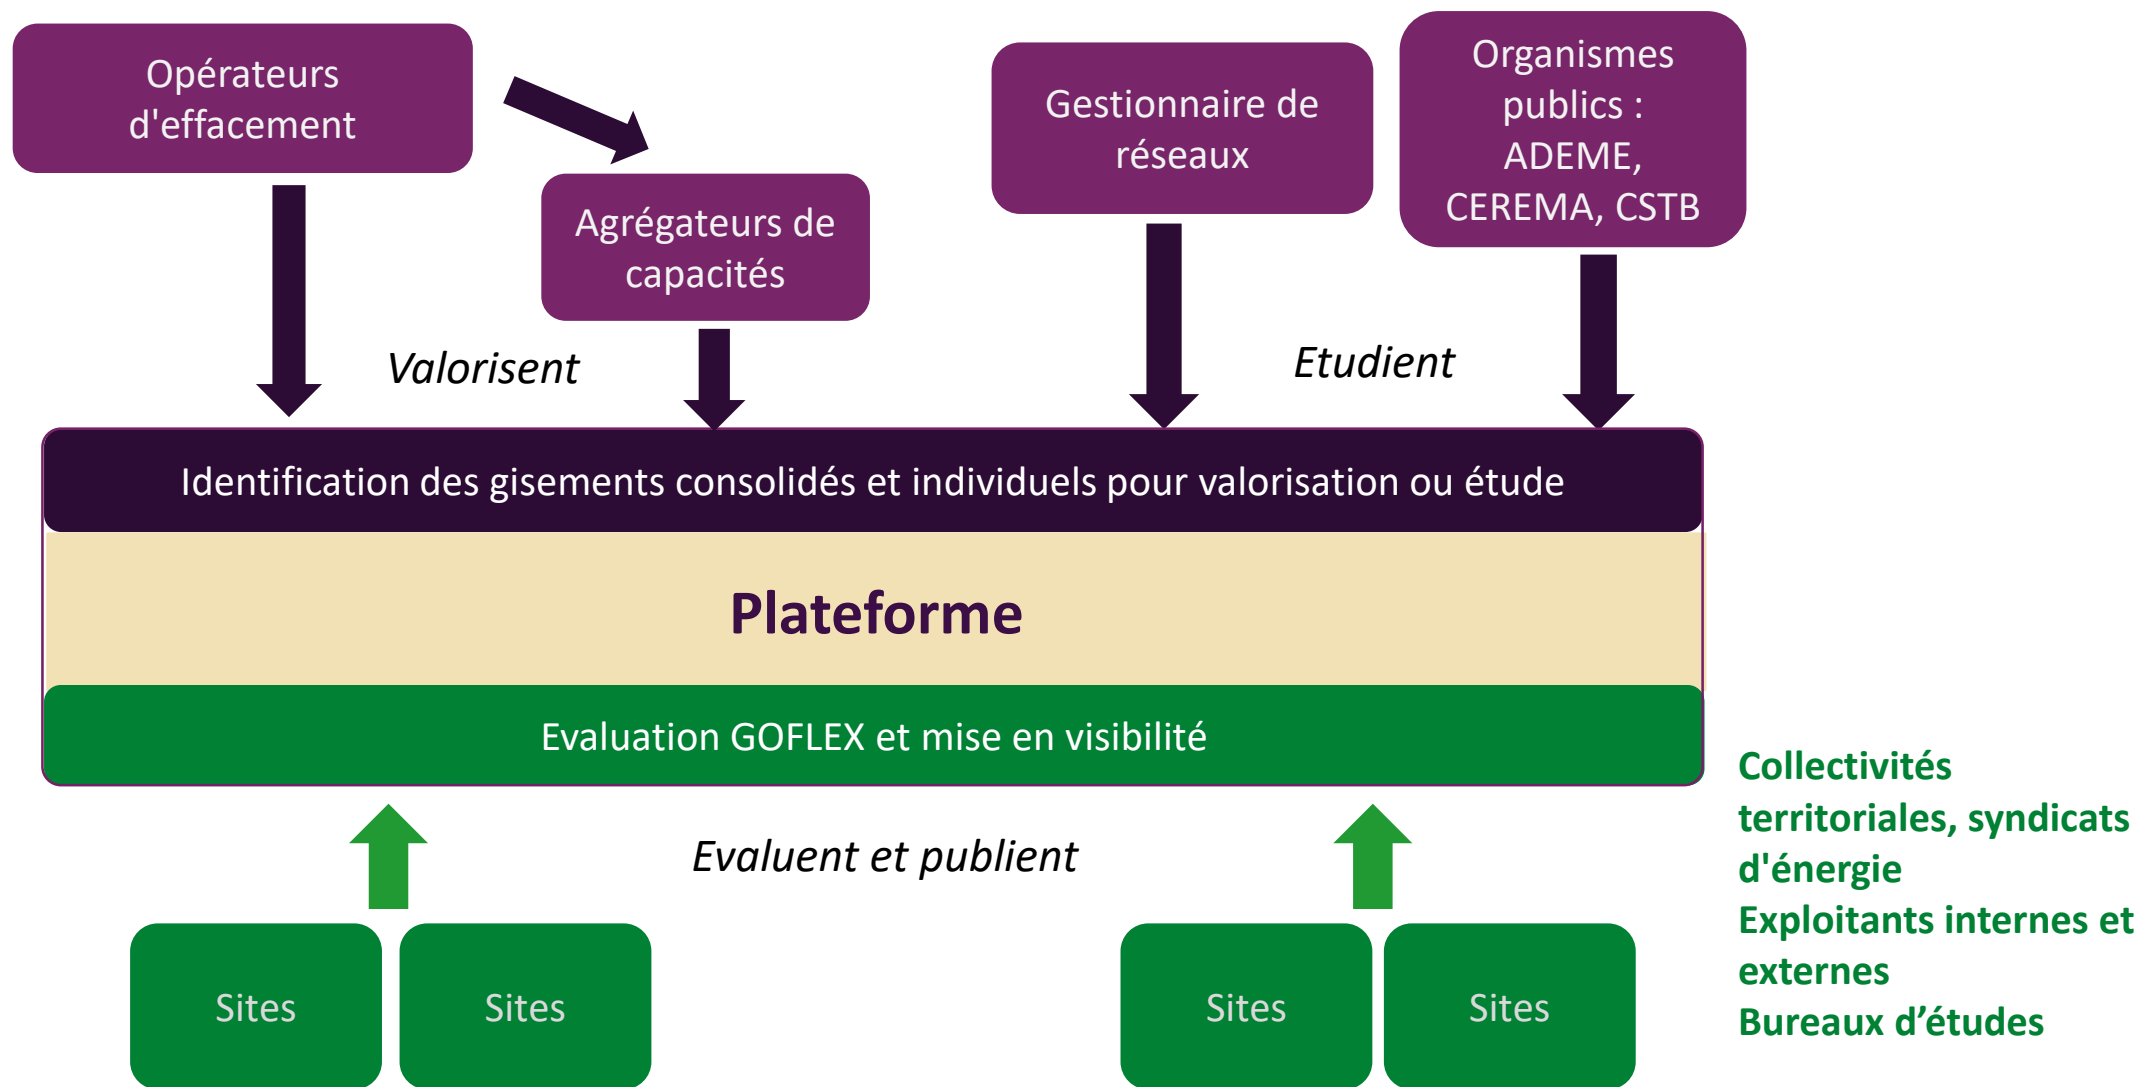 Opérateurs
d'effacement
Agrégateurs de
capacités
Gestionnaire de
réseaux
Organismes
publics :
ADEME,
CEREMA, CSTB
Valorisent
Etudient
Identification des gisements consolidés et individuels pour valorisation ou étude
Plateforme
Evaluation GOFLEX et mise en visibilité
Evaluent et publient
Sites
Sites
Sites
Sites
Collectivités
territoriales, syndicats
d'énergie
Exploitants internes et
externes
Bureaux d’études